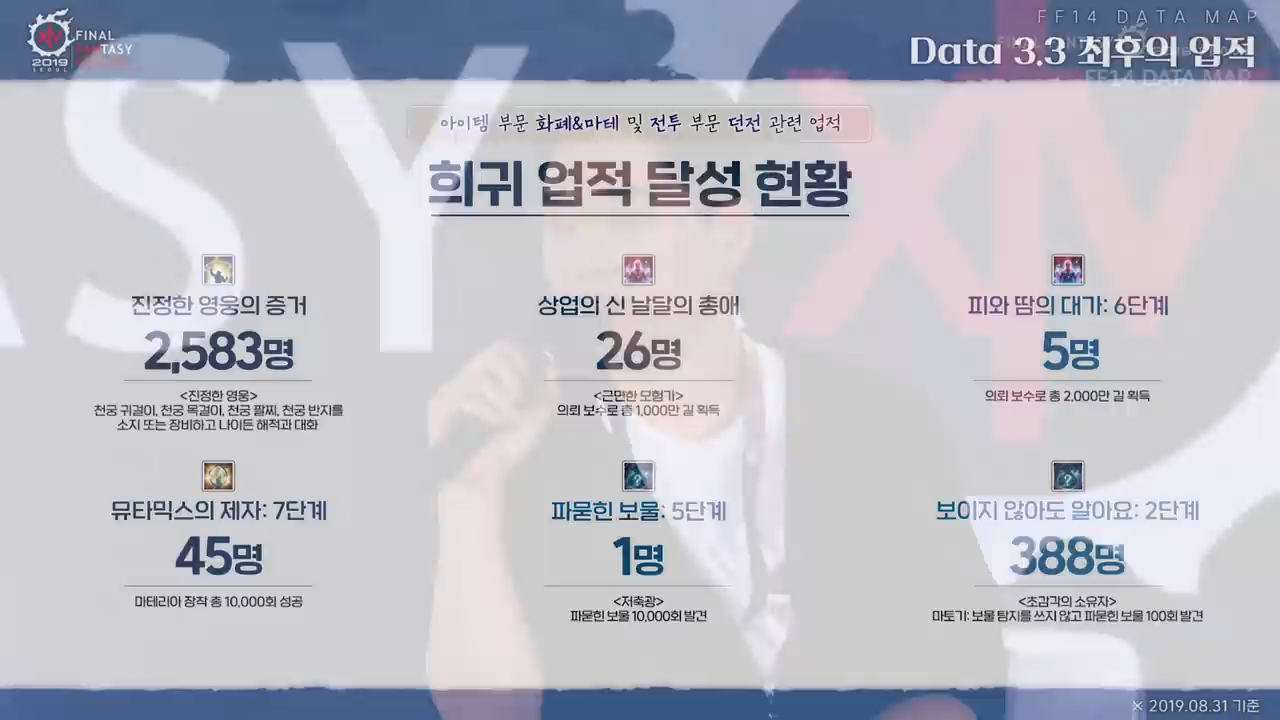 FINAL
FANTASY
2019
SEOUL
FF14 DATA MAP
Data 3.3 최후의 업적
FF14 DATA MAP
아이템 부문 화폐&마테 및 전투 부문 던전 관련 업적
희귀 업적 달성 현황
진정한 영웅의 증거
2,583명
<진정한 영웅>
천궁 귀걸이, 천궁 목걸이, 천궁 팔찌, 천궁 반지를
소지 또는 장비하고 나이든 해적과 대화
상업의 신 날달의 총애
26명
<근면한 모험가>
의뢰 보수로 총 1,000만 길 획득
피와 땀의 대가: 6단계
5명
의뢰 보수로 총 2,000만 길 획득
뮤타믹스의 제자: 7단계
45명
마테리아 장착 총 10,000회 성공
파묻힌 보물: 5단계
1명
<저축광>
파묻힌 보물 10,000회 발견
보이지 않아도 알아요: 2단계
388명
<초감각의 소유자>
마토기: 보물 탐지를 쓰지 않고 파묻힌 보물 100회 발견
※ 2019.08.31 기준